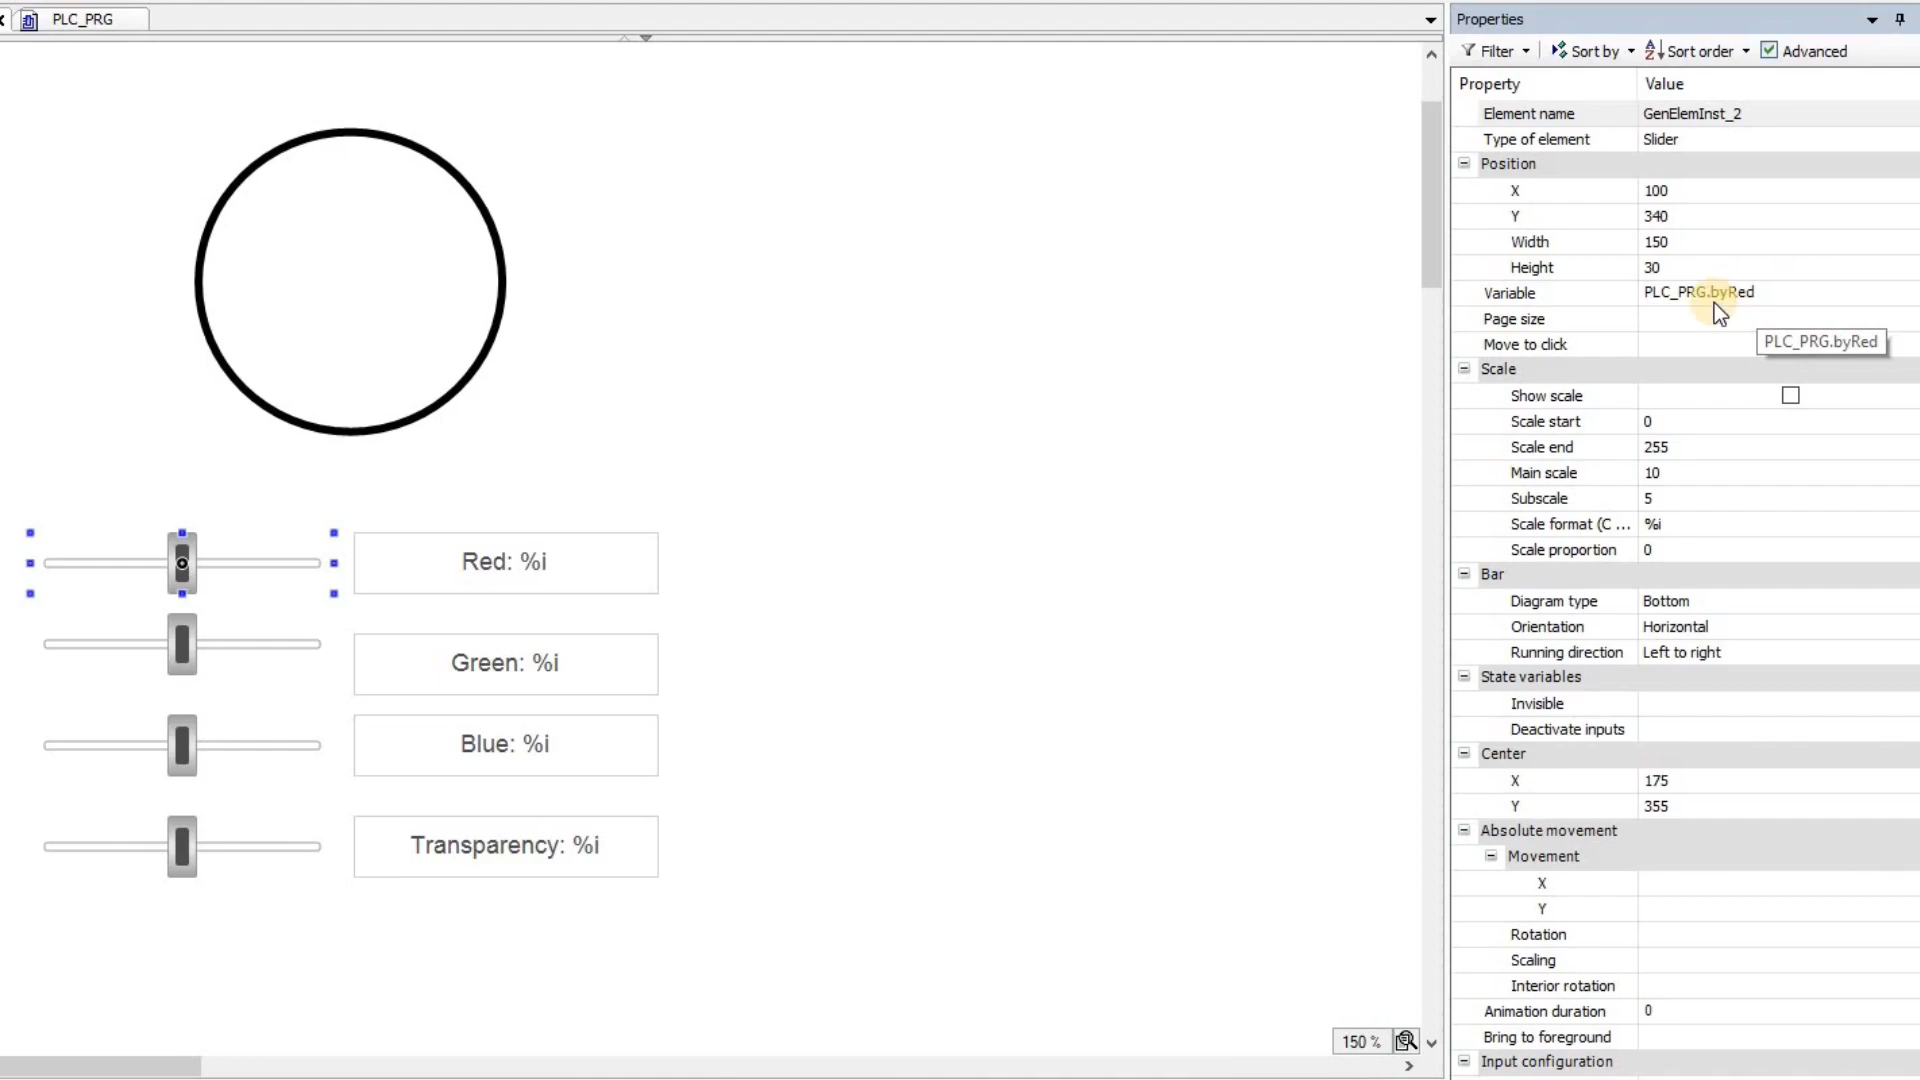 PLC_PRG
Red: %i
Green: %i
Blue: %i
Transparency: %i
150 %
Properties
Filter Sort by Sort order Advanced
Property Value
Element name GenElemInst_2
Type of element Slider
Position
X 100
Y 340
Width 150
Height 30
Variable PLC_PRG.byRed
Page size
PLC_PRG.byRed
Move to click
Scale
Show scale
Scale start 0
Scale end 255
Main scale 10
Subscale 5
Scale format (C ... %i
Scale proportion 0
Bar
Diagram type Bottom
Orientation Horizontal
Running direction Left to right
State variables
Invisible
Deactivate inputs
Center
X 175
Y 355
Absolute movement
Movement
X
Y
Rotation
Scaling
Interior rotation
Animation duration 0
Bring to foreground
Input configuration